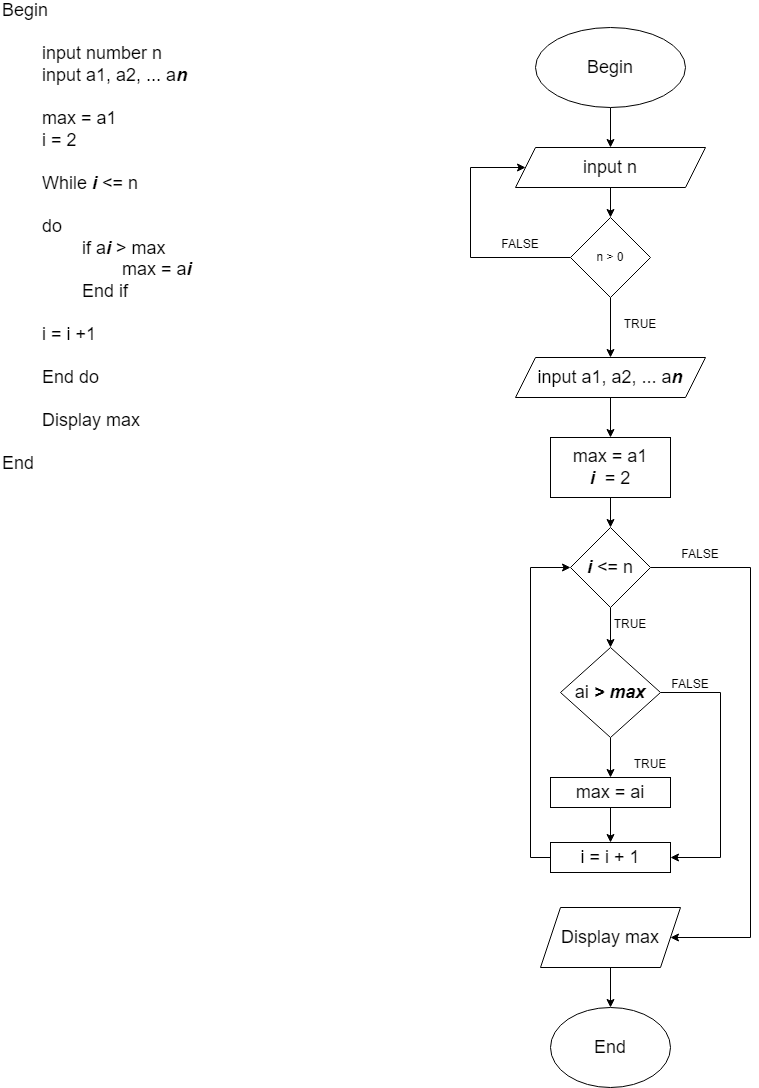 Begin
input number n
input a1, a2, ... an
max = a1
i = 2
While i <= n
do
if ai > max
max = ai
End if
i = i +1
End do
Display max
End
Begin
input n
FALSE
n > 0
TRUE
input a1, a2, ... an
max = a1
i = 2
i <= n
FALSE
TRUE
ai > max
FALSE
TRUE
max = ai
i = i + 1
Display max
End